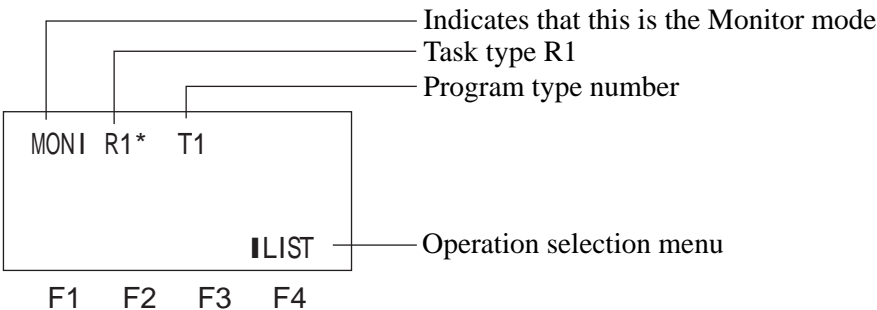 Indicates that this is the Monitor mode
Task type R1
Program type number
MONI R1* T1
LIST
Operation selection menu
F1 F2 F3 F4